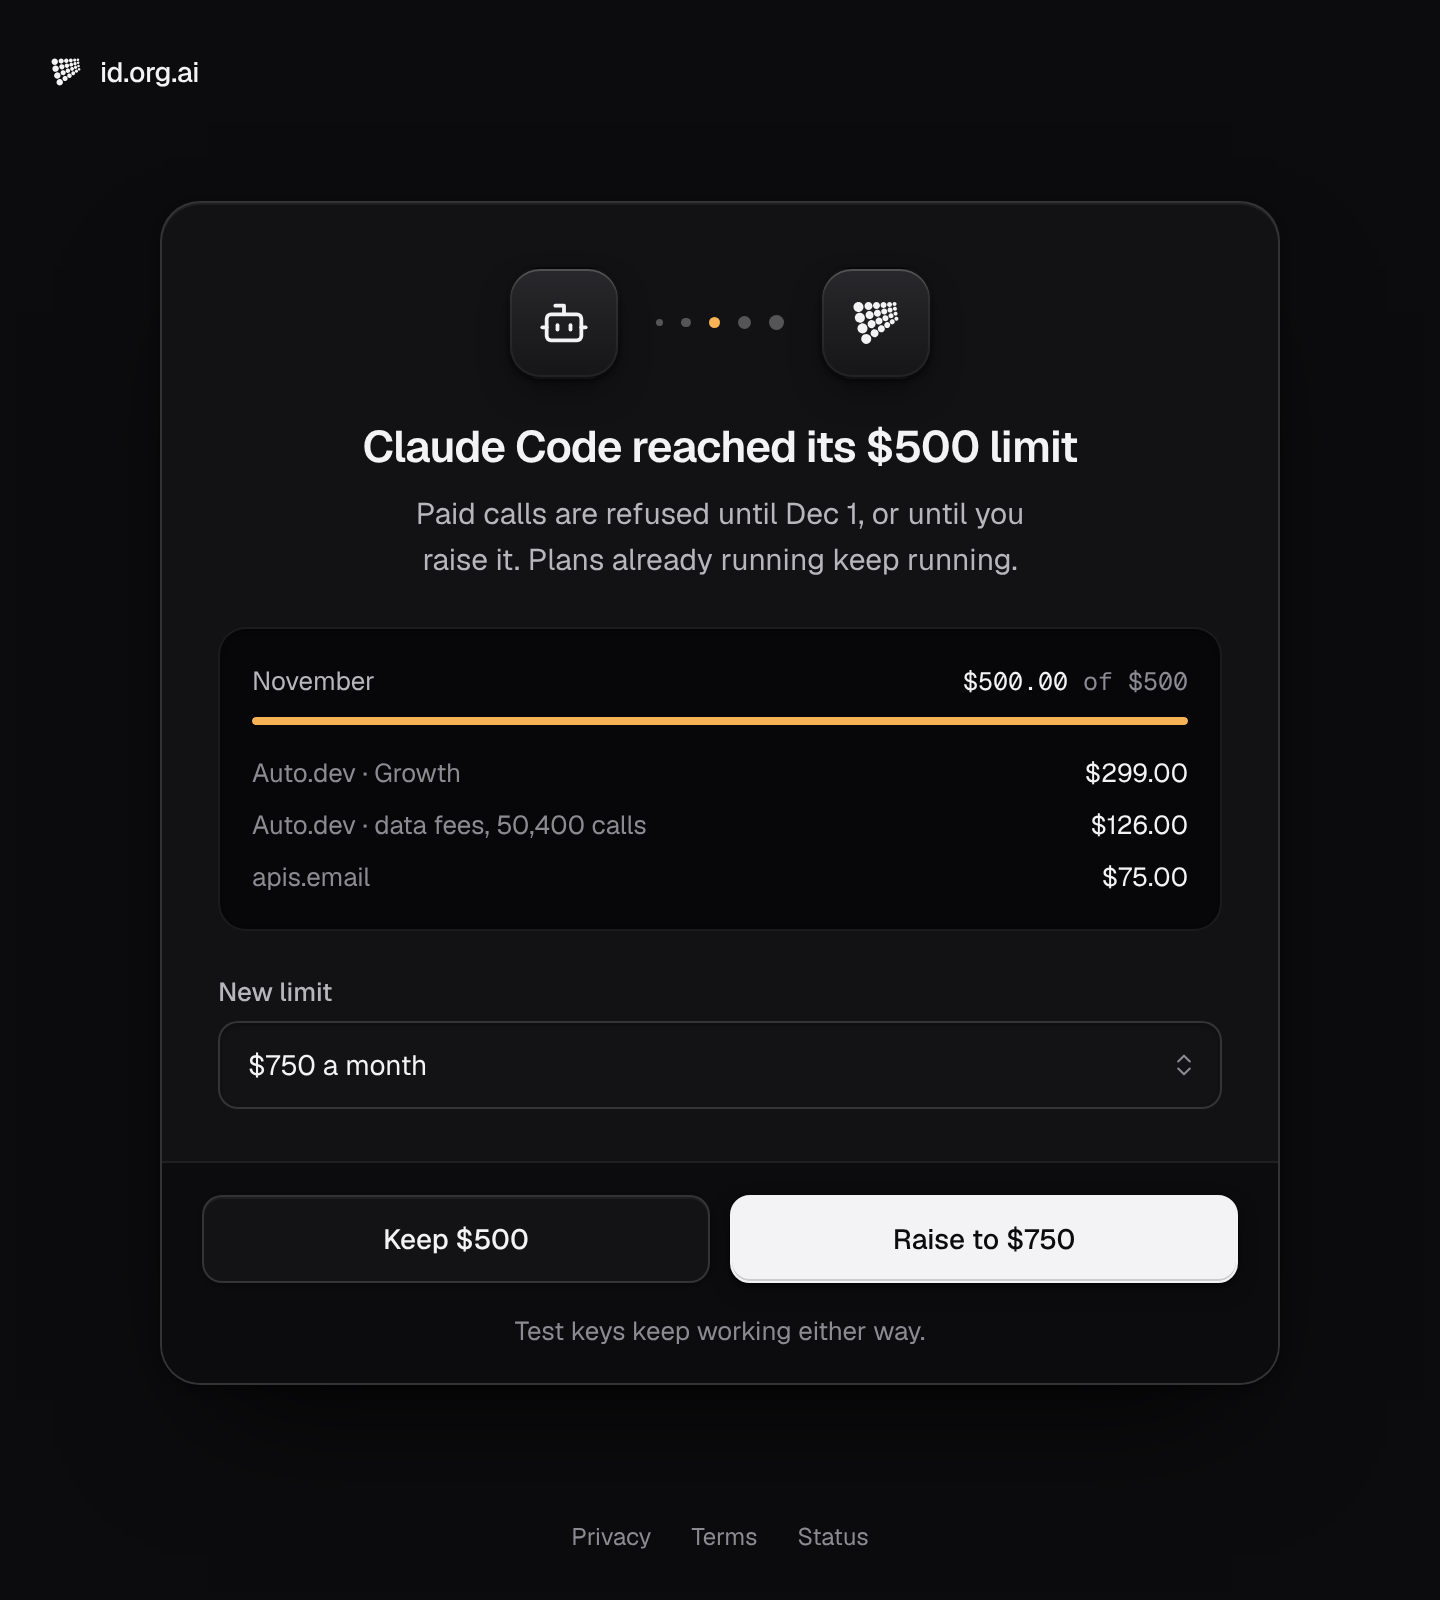 id.org.ai
Claude Code reached its $500 limit
Paid calls are refused until Dec 1, or until you
raise it. Plans already running keep running.
November $500.00 of $500
Auto.dev · Growth $299.00
Auto.dev · data fees, 50,400 calls $126.00
apis.email $75.00
New limit
$750 a month
Keep $500 Raise to $750
Test keys keep working either way.
Privacy Terms Status